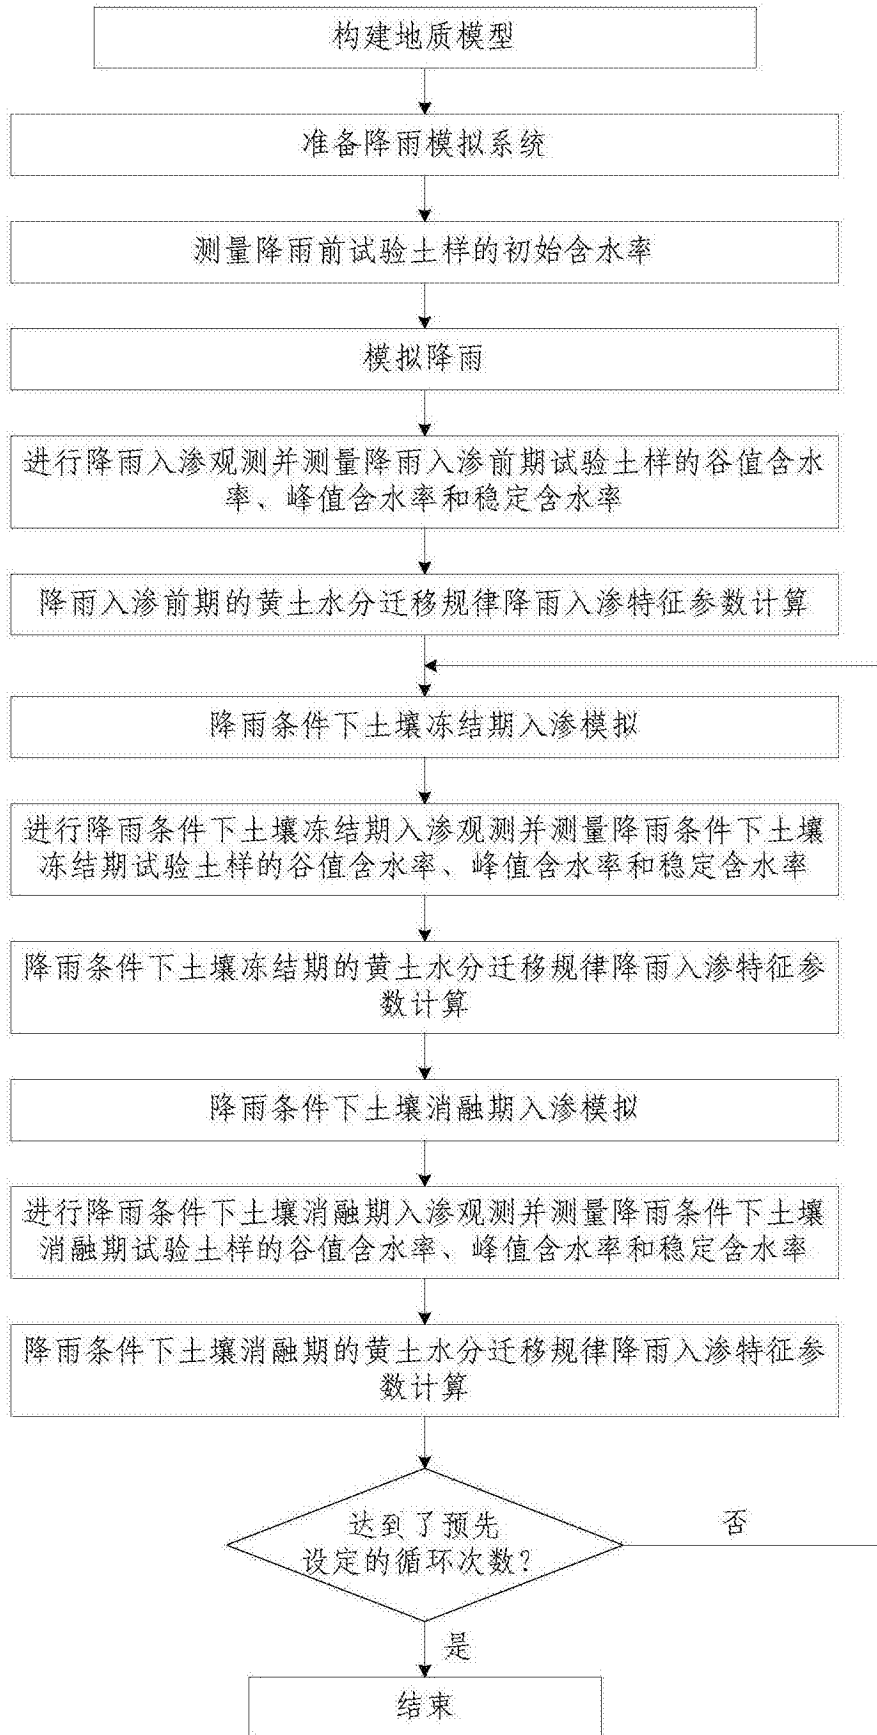 构建地质模型
准备降雨模拟系统
测量降雨前试验土样的初始含水率
模拟降雨
进行降雨入渗观测并测量降雨入渗前期试验土样的谷值含水
率、峰值含水率和稳定含水率
降雨入渗前期的黄土水分迁移规律降雨入渗特征参数计算
降雨条件下土壤冻结期入渗模拟
进行降雨条件下土壤冻结期入渗观测并测量降雨条件下土壤
冻结期试验土样的谷值含水率、峰值含水率和稳定含水率
降雨条件下土壤冻结期的黄土水分迁移规律降雨入渗特征参
数计算
降雨条件下土壤消融期入渗模拟
进行降雨条件下土壤消融期入渗观测并测量降雨条件下土壤
消融期试验土样的谷值含水率、峰值含水率和稳定含水率
降雨条件下土壤消融期的黄土水分迁移规律降雨入渗特征参
数计算
达到了预先
设定的循环次数?
否
是
结束